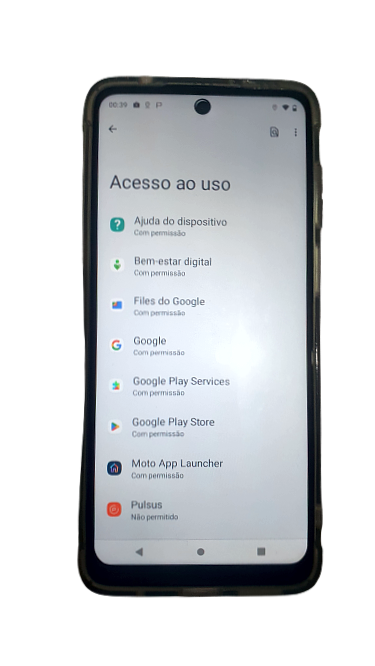 00:39
Acesso ao uso
Ajuda do dispositivo
Com permissão
Bem-estar digital
Com permissão
Files do Google
Com permissão
Google
Com permissão
Google Play Services
Com permissão
Google Play Store
Com permissão
Moto App Launcher
Com permissão
Pulsus
Não permitido